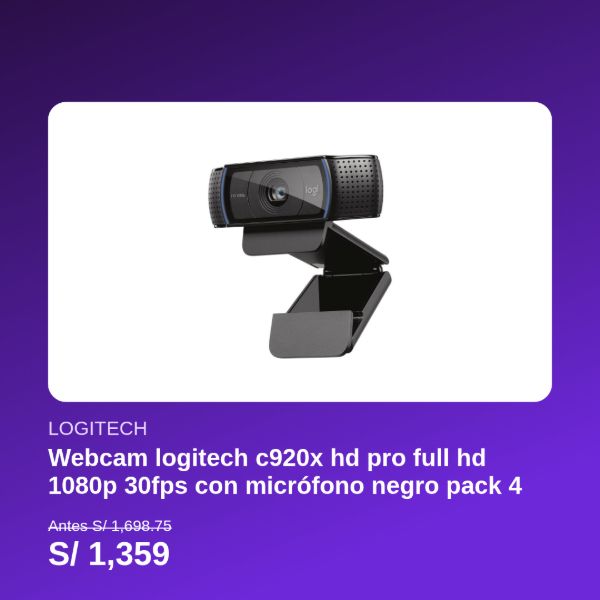 logi
LOGITECH
Webcam logitech c920x hd pro full hd
1080p 30fps con micrófono negro pack 4
Antes S/ 1,698.75
S/ 1,359